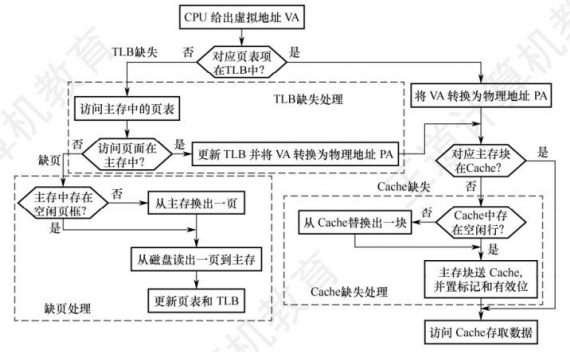 CPU 给出虚拟地址 VA
TLB缺失
否
对应页表项
在TLB中?
是
访问主存中的页表
TLB缺失处理
将 VA 转换为物理地址 PA
否
访问页面在
主存中?
是
更新 TLB 并将 VA 转换为物理地址 PA
对应主存块
在Cache?
是
缺页
主存中存在
空闲页框?
否
从主存换出一页
是
Cache缺失
否
从 Cache替换出一块
否
Cache中存
在空闲行?
是
从磁盘读出一页到主存
主存块送 Cache,
并置标记和有效位
更新页表和 TLB
缺页处理
Cache缺失处理
访问 Cache存取数据